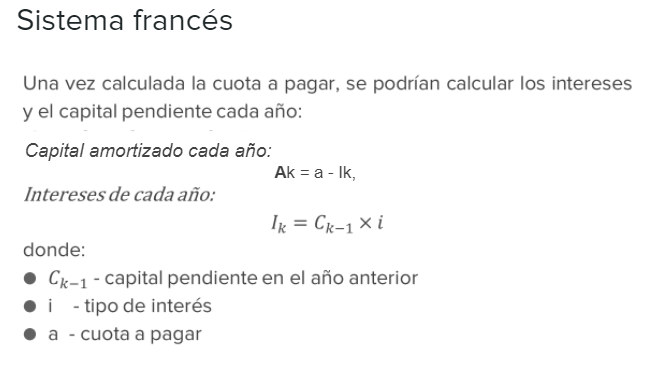 Sistema francés
Una vez calculada la cuota a pagar, se podrían calcular los intereses
y el capital pendiente cada año:
Capital amortizado cada año:
Ak = a - Ik,
Intereses de cada año:
Iₖ = Cₖ₋₁ × i
donde:
● Cₖ₋₁ - capital pendiente en el año anterior
● i - tipo de interés
● a - cuota a pagar